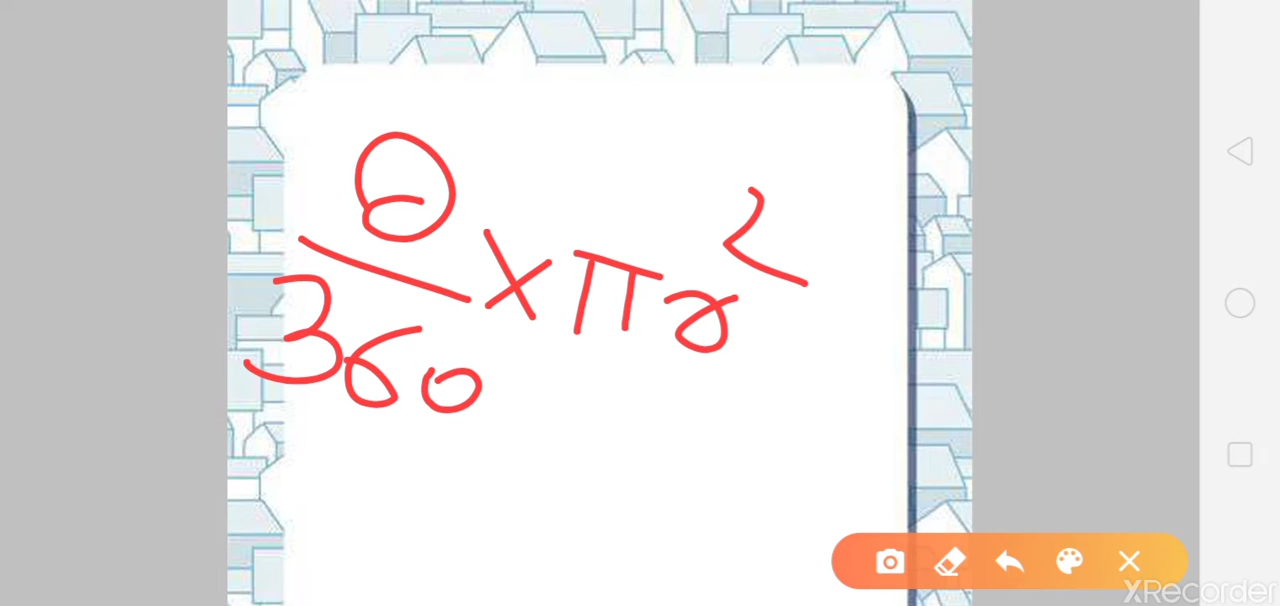 θ/360 × πr²
XRecorder